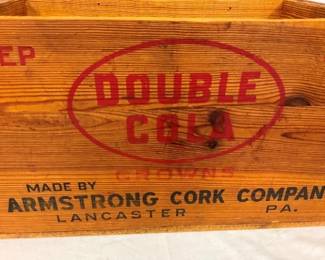 EP
DOUBLE
COLA
CROWNS
MADE BY
ARMSTRONG CORK COMPAN
LANCASTER PA.